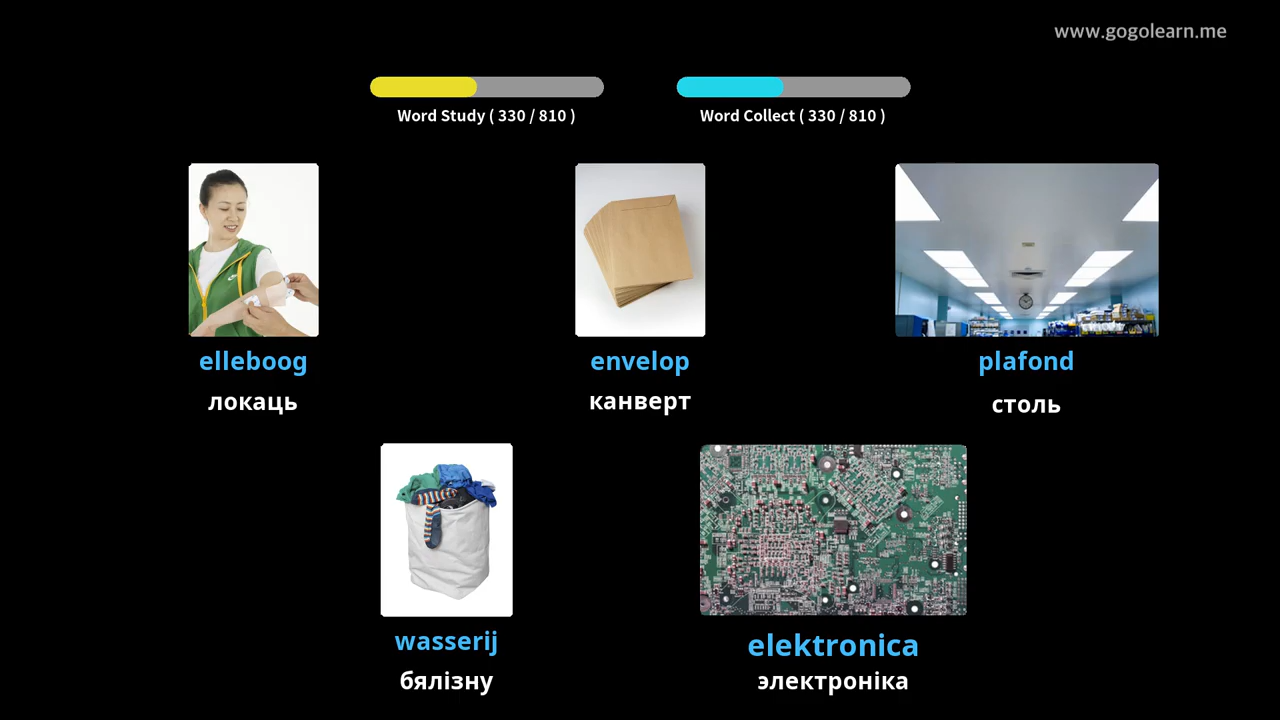 www.gogolearn.me
Word Study ( 330 / 810 )
Word Collect ( 330 / 810 )
elleboog
локаць
envelop
канверт
plafond
столь
wasserij
бялізну
elektronica
электроніка